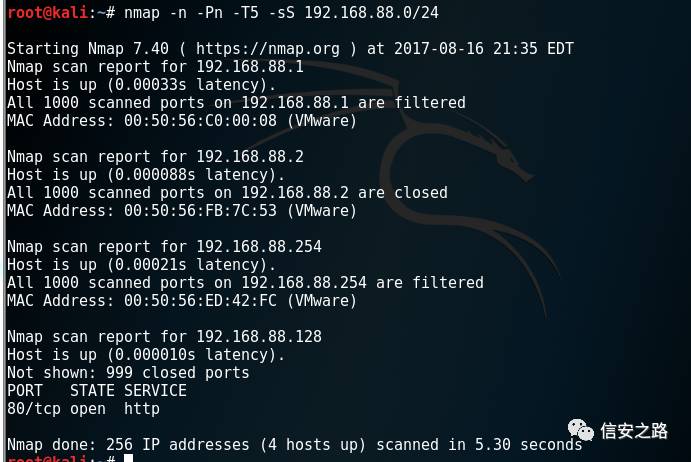 root@kali:~# nmap -n -Pn -T5 -sS 192.168.88.0/24
Starting Nmap 7.40 ( https://nmap.org ) at 2017-08-16 21:35 EDT
Nmap scan report for 192.168.88.1
Host is up (0.00033s latency).
All 1000 scanned ports on 192.168.88.1 are filtered
MAC Address: 00:50:56:C0:00:08 (VMware)
Nmap scan report for 192.168.88.2
Host is up (0.000088s latency).
All 1000 scanned ports on 192.168.88.2 are closed
MAC Address: 00:50:56:FB:7C:53 (VMware)
Nmap scan report for 192.168.88.254
Host is up (0.00021s latency).
All 1000 scanned ports on 192.168.88.254 are filtered
MAC Address: 00:50:56:ED:42:FC (VMware)
Nmap scan report for 192.168.88.128
Host is up (0.000010s latency).
Not shown: 999 closed ports
PORT   STATE SERVICE
80/tcp open  http
信安之路
Nmap done: 256 IP addresses (4 hosts up) scanned in 5.30 seconds
root@kali:~#